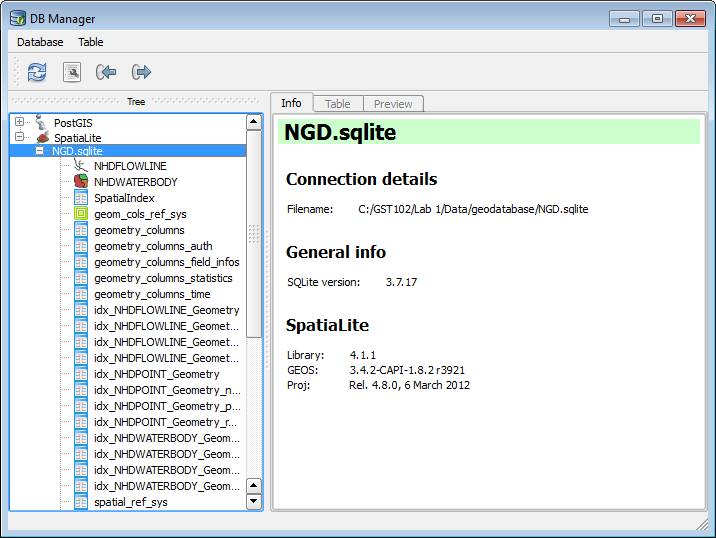 DB Manager
Database Table
Tree
PostGIS
SpatiaLite
NGD.sqlite
NHDFLOWLINE
NHDWATERBODY
SpatialIndex
geom_cols_ref_sys
geometry_columns
geometry_columns_auth
geometry_columns_field_infos
geometry_columns_statistics
geometry_columns_time
idx_NHDFLOWLINE_Geometry
idx_NHDFLOWLINE_Geomet...
idx_NHDFLOWLINE_Geomet...
idx_NHDFLOWLINE_Geomet...
idx_NHDPOINT_Geometry
idx_NHDPOINT_Geometry_n...
idx_NHDPOINT_Geometry_p...
idx_NHDPOINT_Geometry_r...
idx_NHDWATERBODY_Geom...
idx_NHDWATERBODY_Geom...
idx_NHDWATERBODY_Geom...
idx_NHDWATERBODY_Geom...
spatial_ref_sys
Info Table Preview
NGD.sqlite
Connection details
Filename: C:/GST102/Lab 1/Data/geodatabase/NGD.sqlite
General info
SQLite version: 3.7.17
SpatiaLite
Library: 4.1.1
GEOS: 3.4.2-CAPI-1.8.2 r3921
Proj: Rel. 4.8.0, 6 March 2012